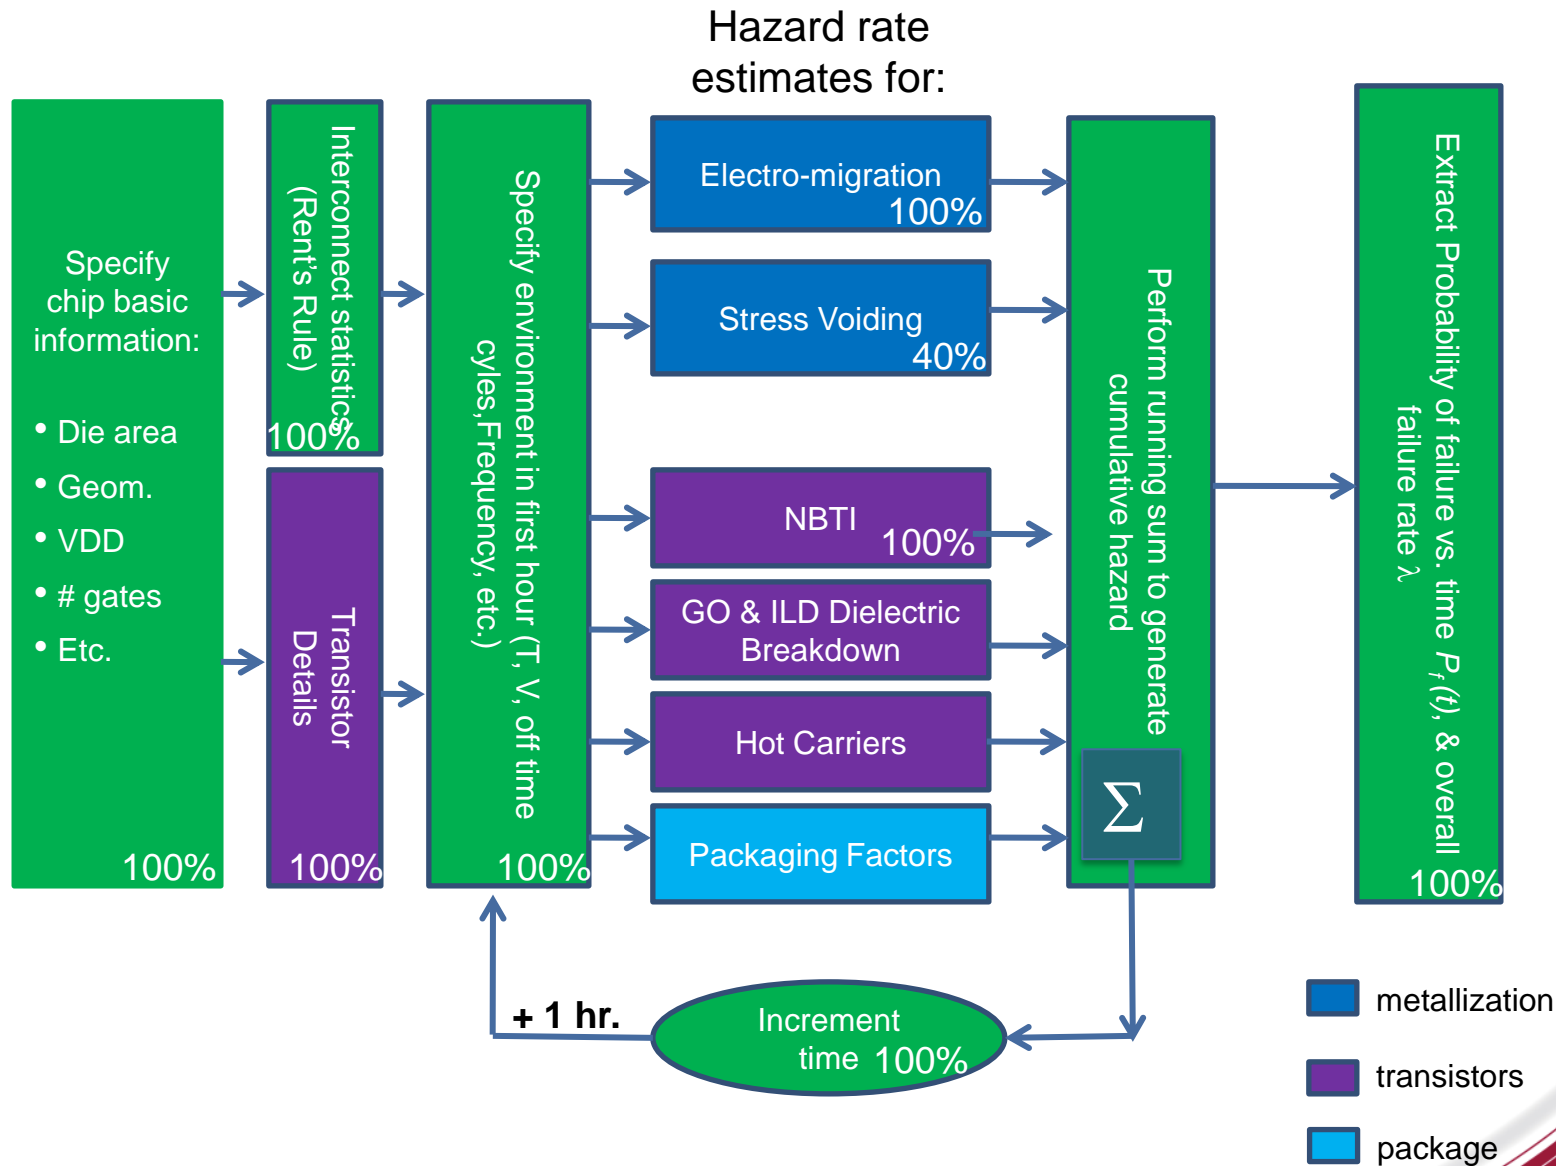 Hazard rate
estimates for:
Specify
chip basic
information:
• Die area
• Geom.
• VDD
• # gates
• Etc.
100%
Interconnect statistics
(Rent's Rule)
100%
Transistor
Details
100%
Specify environment in first hour (T, V, off time
cyles,Frequency, etc.)
100%
Electro-migration
100%
Stress Voiding
40%
NBTI
100%
GO & ILD Dielectric
Breakdown
Hot Carriers
Packaging Factors
Perform running sum to generate
cumulative hazard
Σ
Extract Probability of failure vs. time Pf (t), & overall
failure rate λ
100%
+ 1 hr.
Increment
time 100%
metallization
transistors
package